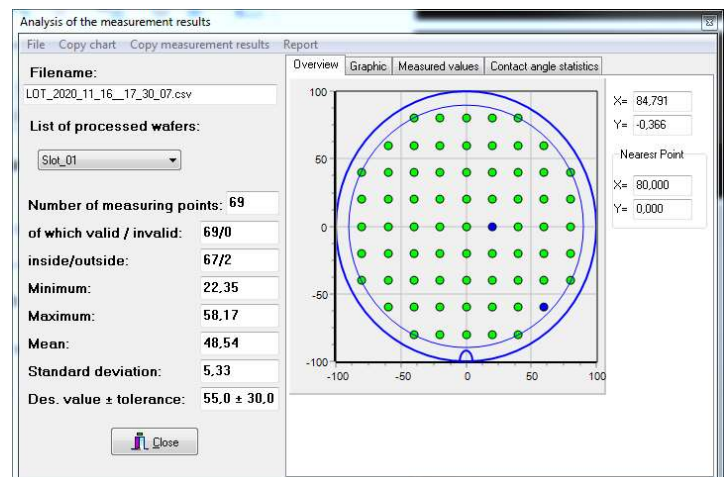 Analysis of the measurement results
File Copy chart Copy measurement results Report
Filename:
LOT_2020_11_16__17_30_07.csv
List of processed wafers:
Slot_01
Number of measuring points: 69
of which valid / invalid: 69/0
inside/outside: 67/2
Minimum: 22,35
Maximum: 58,17
Mean: 48,54
Standard deviation: 5,33
Des. value ± tolerance: 55,0 ± 30,0
Close
Overview Graphic Measured values Contact angle statistics
100
50
0
-50
-100
-100 -50 0 50 100
X= 84,791
Y= -0,366
Nearesr Point
X= 80,000
Y= 0,000